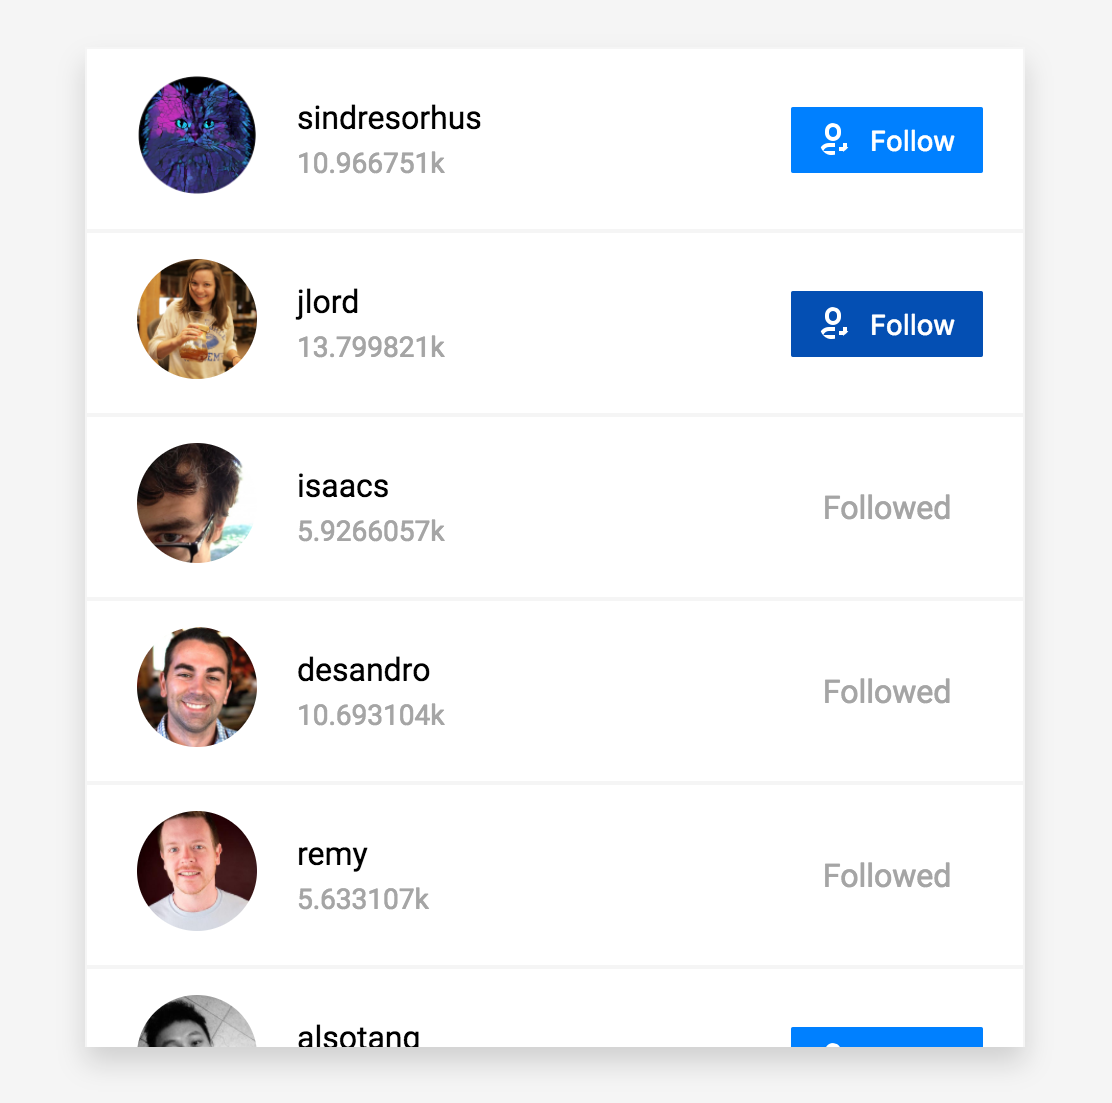 sindresorhus
10.966751k
Follow
jlord
13.799821k
Follow
isaacs
5.9266057k
Followed
desandro
10.693104k
Followed
remy
5.633107k
Followed
alsotang